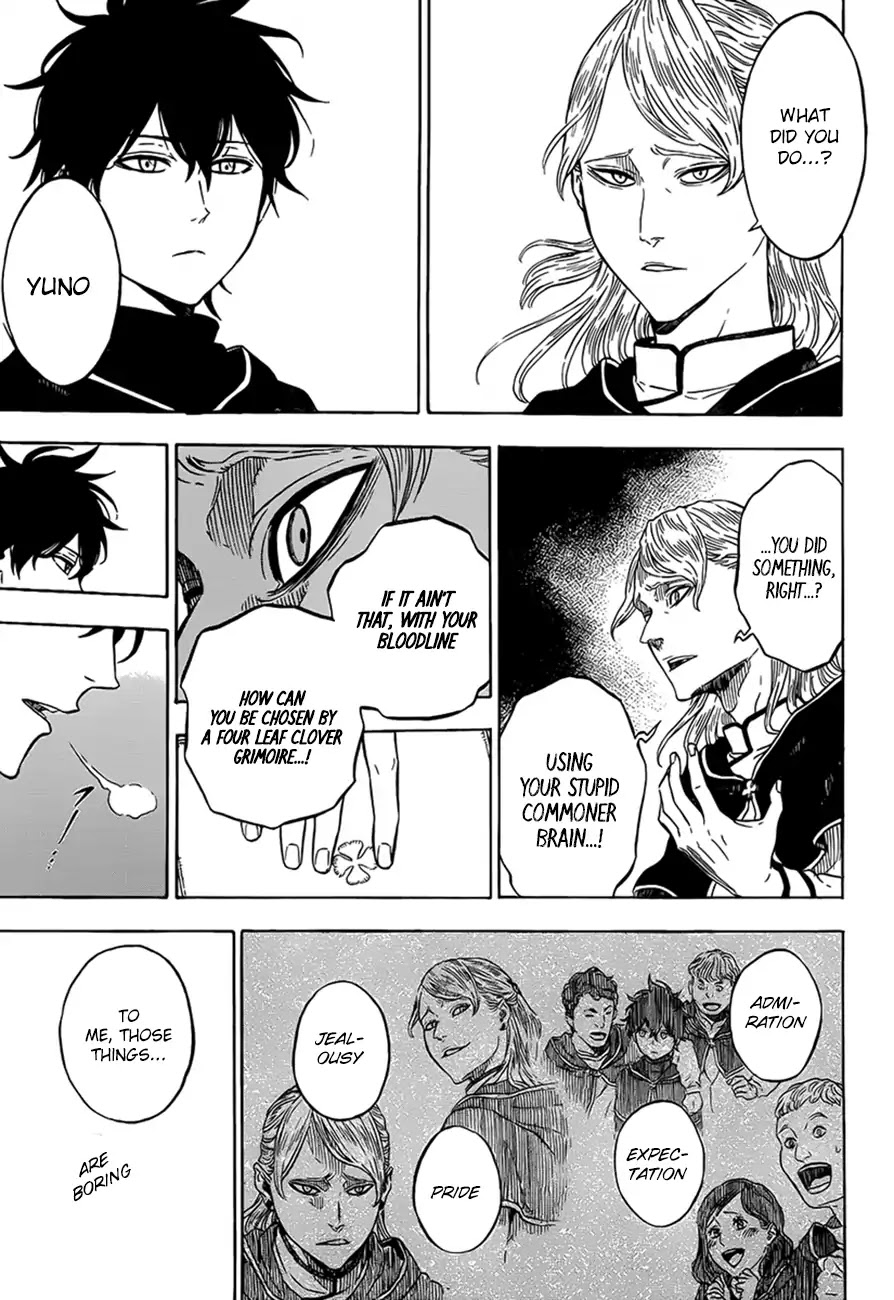 WHAT
DID YOU
DO...?
YUNO
...YOU DID
SOMETHING,
RIGHT...?
USING
YOUR STUPID
COMMONER
BRAIN...!
IF IT AIN'T
THAT, WITH YOUR
BLOODLINE
HOW CAN
YOU BE CHOSEN BY
A FOUR LEAF CLOVER
GRIMOIRE...!
ADMI-
RATION
EXPEC-
TATION
JEAL-
OUSY
PRIDE
TO
ME, THOSE
THINGS...
ARE
BORING